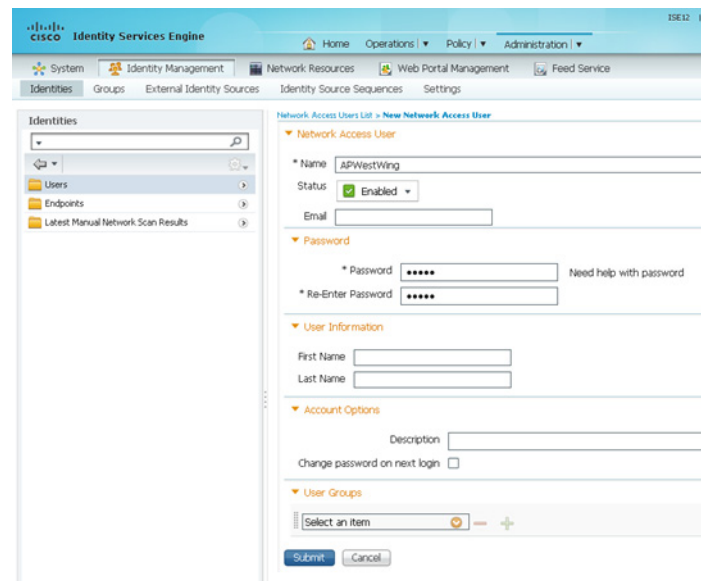 ISE12
cisco Identity Services Engine
Home Operations Policy Administration
System Identity Management Network Resources Web Portal Management Feed Service
Identities Groups External Identity Sources Identity Source Sequences Settings
Identities
Users
Endpoints
Latest Manual Network Scan Results
Network Access Users List > New Network Access User
Network Access User
* Name APWestWing
Status Enabled
Email
Password
* Password ●●●●● Need help with password
* Re-Enter Password ●●●●●
User Information
First Name
Last Name
Account Options
Description
Change password on next login
User Groups
Select an item
Submit Cancel